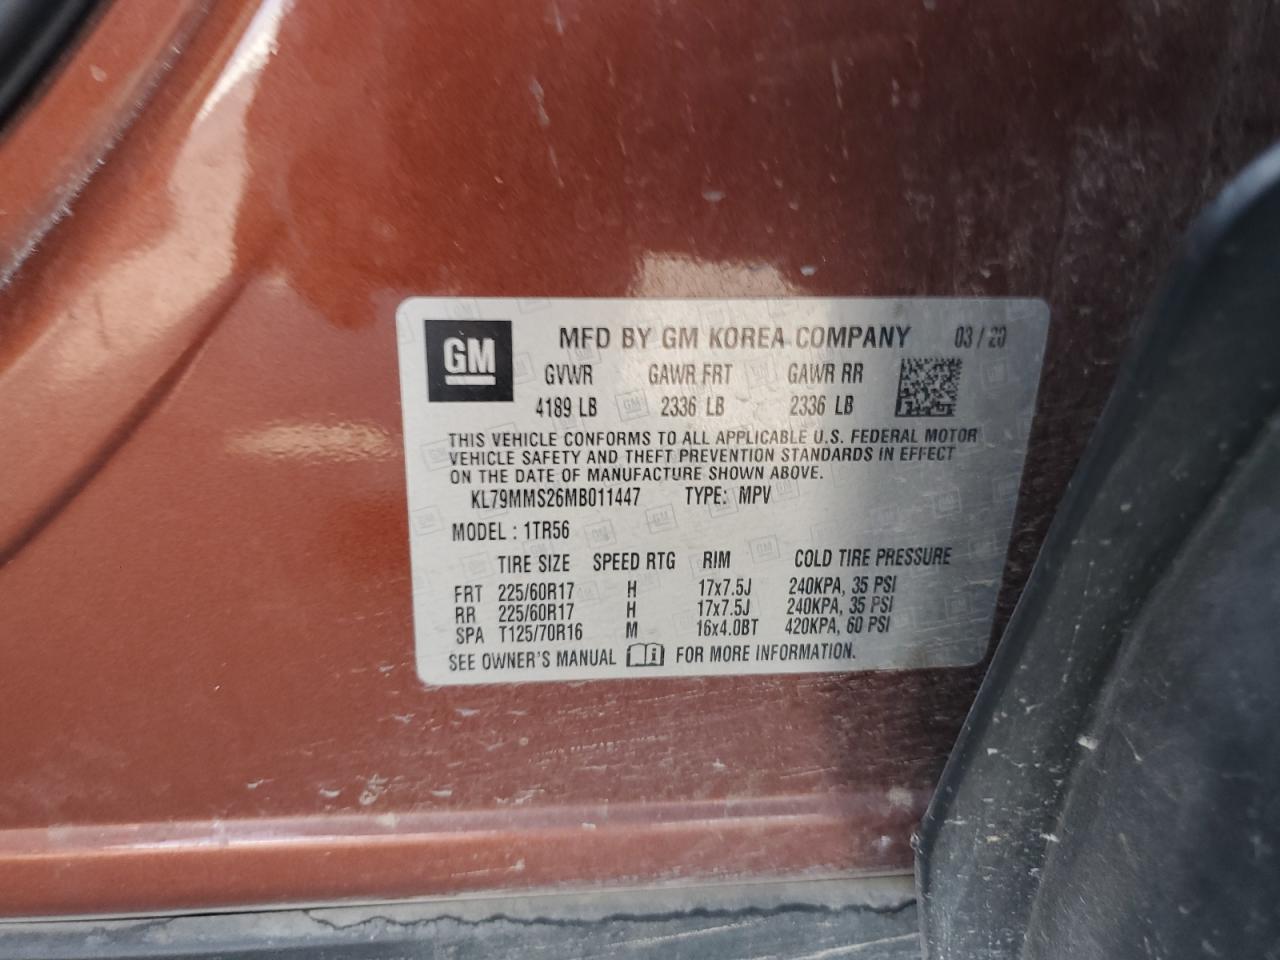 GM
MFD BY GM KOREA COMPANY 03 / 20
GVWR GAWR FRT GAWR RR
4189 LB 2336 LB 2336 LB
THIS VEHICLE CONFORMS TO ALL APPLICABLE U.S. FEDERAL MOTOR
VEHICLE SAFETY AND THEFT PREVENTION STANDARDS IN EFFECT
ON THE DATE OF MANUFACTURE SHOWN ABOVE.
KL79MMS26MB011447 TYPE: MPV
MODEL : 1TR56
TIRE SIZE SPEED RTG RIM COLD TIRE PRESSURE
FRT 225/60R17 H 17x7.5J 240KPA, 35 PSI
RR 225/60R17 H 17x7.5J 240KPA, 35 PSI
SPA T125/70R16 M 16x4.0BT 420KPA, 60 PSI
SEE OWNER'S MANUAL i FOR MORE INFORMATION.